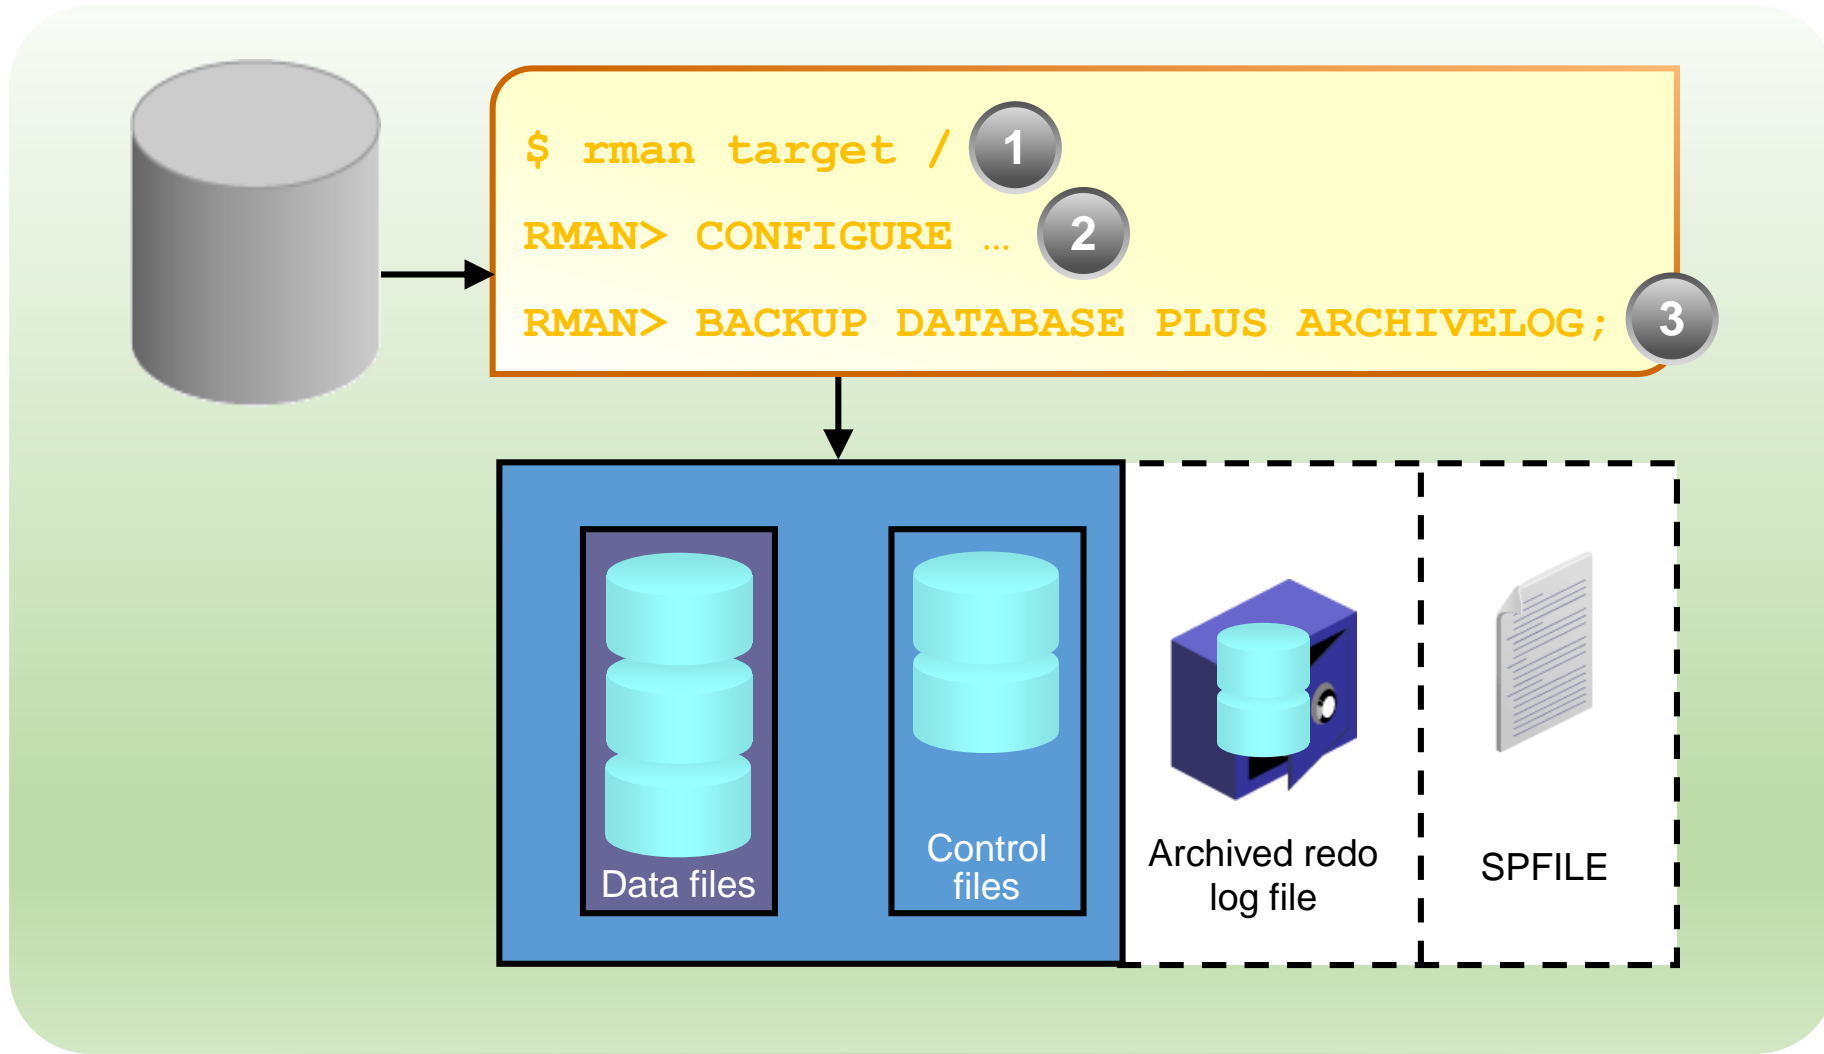 $ rman target / 1
RMAN> CONFIGURE … 2
RMAN> BACKUP DATABASE PLUS ARCHIVELOG; 3
Data files
Control
files
Archived redo
log file
SPFILE